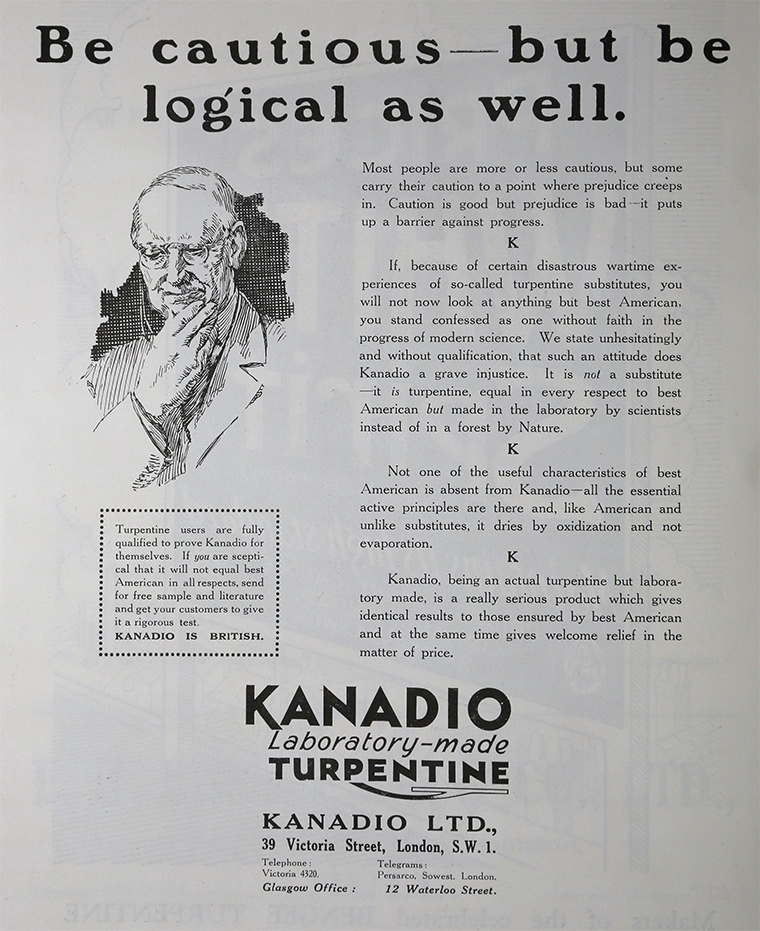 Be cautious—but be
logical as well.
Most people are more or less cautious, but some
carry their caution to a point where prejudice creeps
in. Caution is good but prejudice is bad—it puts
up a barrier against progress.
K
If, because of certain disastrous wartime ex-
periences of so-called turpentine substitutes, you
will not now look at anything but best American,
you stand confessed as one without faith in the
progress of modern science. We state unhesitatingly
and without qualification, that such an attitude does
Kanadio a grave injustice. It is not a substitute
—it is turpentine, equal in every respect to best
American but made in the laboratory by scientists
instead of in a forest by Nature.
K
Not one of the useful characteristics of best
American is absent from Kanadio—all the essential
active principles are there and, like American and
unlike substitutes, it dries by oxidization and not
evaporation.
K
Kanadio, being an actual turpentine but labora-
tory made, is a really serious product which gives
identical results to those ensured by best American
and at the same time gives welcome relief in the
matter of price.
Turpentine users are fully
qualified to prove Kanadio for
themselves. If you are scepti-
cal that it will not equal best
American in all respects, send
for free sample and literature
and get your customers to give
it a rigorous test.
KANADIO IS BRITISH.
KANADIO
Laboratory-made
TURPENTINE
KANADIO LTD.,
39 Victoria Street, London, S.W. 1.
Telephone: Telegrams:
Victoria 4320. Persarco, Sowest. London.
Glasgow Office: 12 Waterloo Street.
Makers of the celebrated BENGEE TURPENTINE